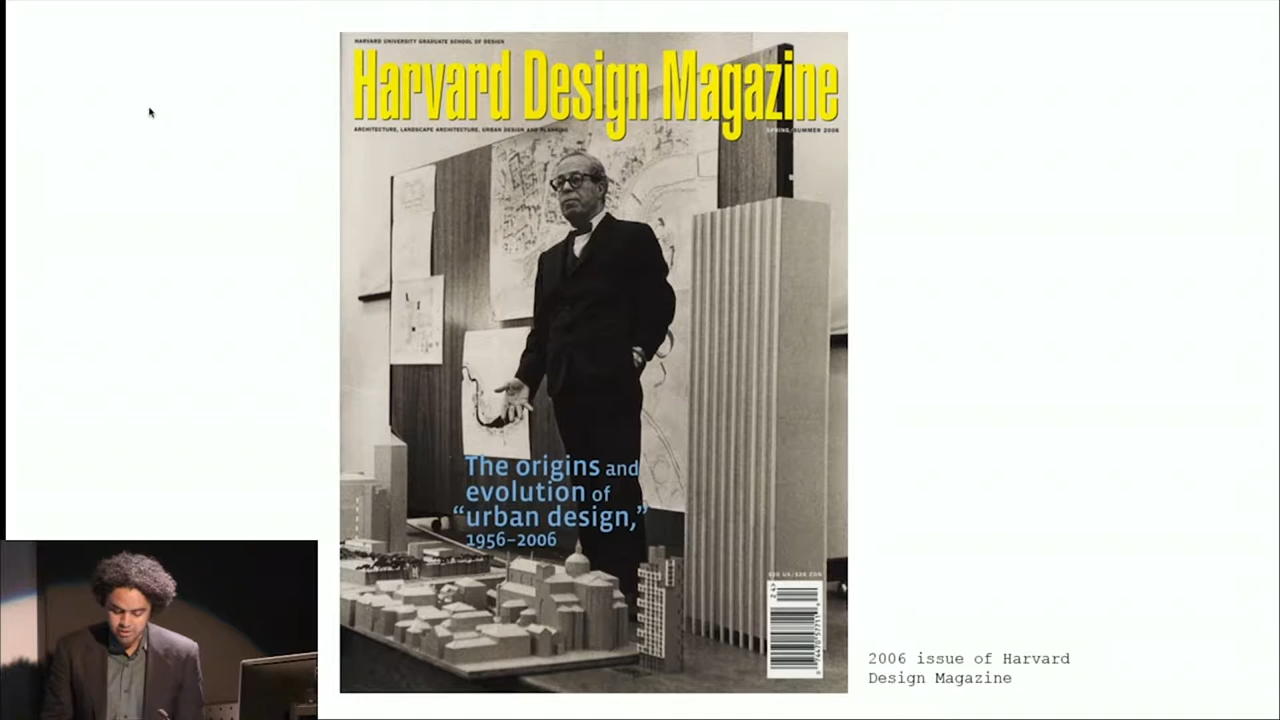 HARVARD UNIVERSITY GRADUATE SCHOOL OF DESIGN
Harvard Design Magazine
ARCHITECTURE, LANDSCAPE ARCHITECTURE, URBAN DESIGN AND PLANNING
SPRING/SUMMER 2006
The origins and
evolution of
“urban design,”
1956–2006
2006 issue of Harvard
Design Magazine